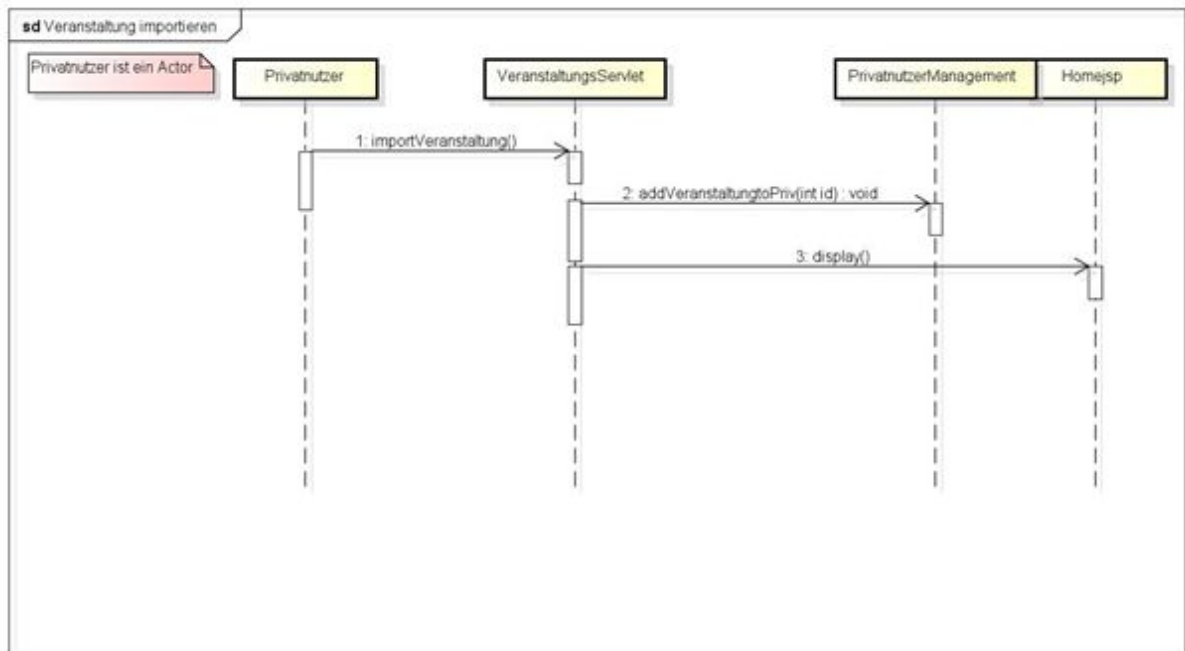 sd Veranstaltung importieren
Privatnutzer ist ein Actor
Privatnutzer
VeranstaltungsServlet
PrivatnutzerManagement
Homejsp
1: importVeranstaltung()
2: addVeranstaltungtoPriv(int id) : void
3: display()